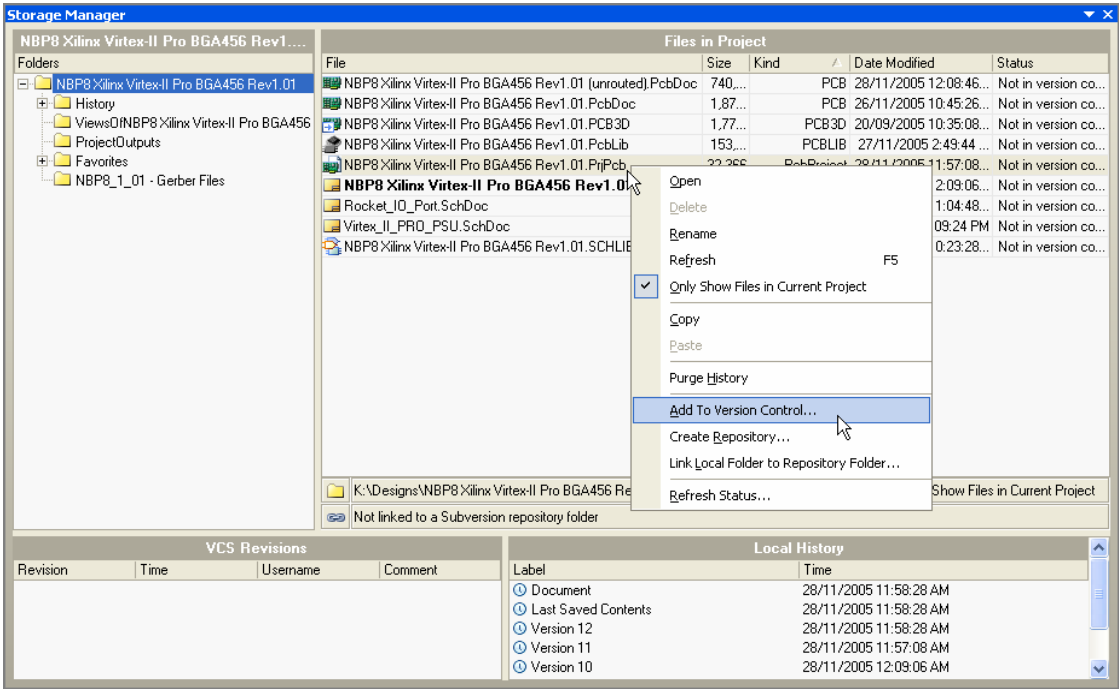 Storage Manager
NBP8 Xilinx Virtex-II Pro BGA456 Rev1....
Files in Project
Folders
File Size Kind Date Modified Status
NBP8 Xilinx Virtex-II Pro BGA456 Rev1.01
History
ViewsOfNBP8 Xilinx Virtex-II Pro BGA456
ProjectOutputs
Favorites
NBP8_1_01 - Gerber Files
NBP8 Xilinx Virtex-II Pro BGA456 Rev1.01 (unrouted).PcbDoc 740,... PCB 28/11/2005 12:08:46... Not in version co...
NBP8 Xilinx Virtex-II Pro BGA456 Rev1.01.PcbDoc 1,87... PCB 26/11/2005 10:45:26... Not in version co...
NBP8 Xilinx Virtex-II Pro BGA456 Rev1.01.PCB3D 1,77... PCB3D 20/09/2005 10:35:08... Not in version co...
NBP8 Xilinx Virtex-II Pro BGA456 Rev1.01.PcbLib 153,... PCBLIB 27/11/2005 2:49:44 ... Not in version co...
NBP8 Xilinx Virtex-II Pro BGA456 Rev1.01.PrjPcb 32,366 PcbProject 28/11/2005 11:57:08... Not in version co...
NBP8 Xilinx Virtex-II Pro BGA456 Rev1.0 2:09:06... Not in version co...
Rocket_IO_Port.SchDoc 1:04:48... Not in version co...
Virtex_II_PRO_PSU.SchDoc 09:24 PM Not in version co...
NBP8 Xilinx Virtex-II Pro BGA456 Rev1.01.SCHLIB 0:23:28... Not in version co...
Open
Delete
Rename
Refresh F5
Only Show Files in Current Project
Copy
Paste
Purge History
Add To Version Control...
Create Repository...
Link Local Folder to Repository Folder...
Refresh Status...
K:\Designs\NBP8 Xilinx Virtex-II Pro BGA456 Re Show Files in Current Project
Not linked to a Subversion repository folder
VCS Revisions
Revision Time Username Comment
Local History
Label Time
Document 28/11/2005 11:58:28 AM
Last Saved Contents 28/11/2005 11:58:28 AM
Version 12 28/11/2005 11:58:28 AM
Version 11 28/11/2005 11:57:08 AM
Version 10 28/11/2005 12:09:06 AM